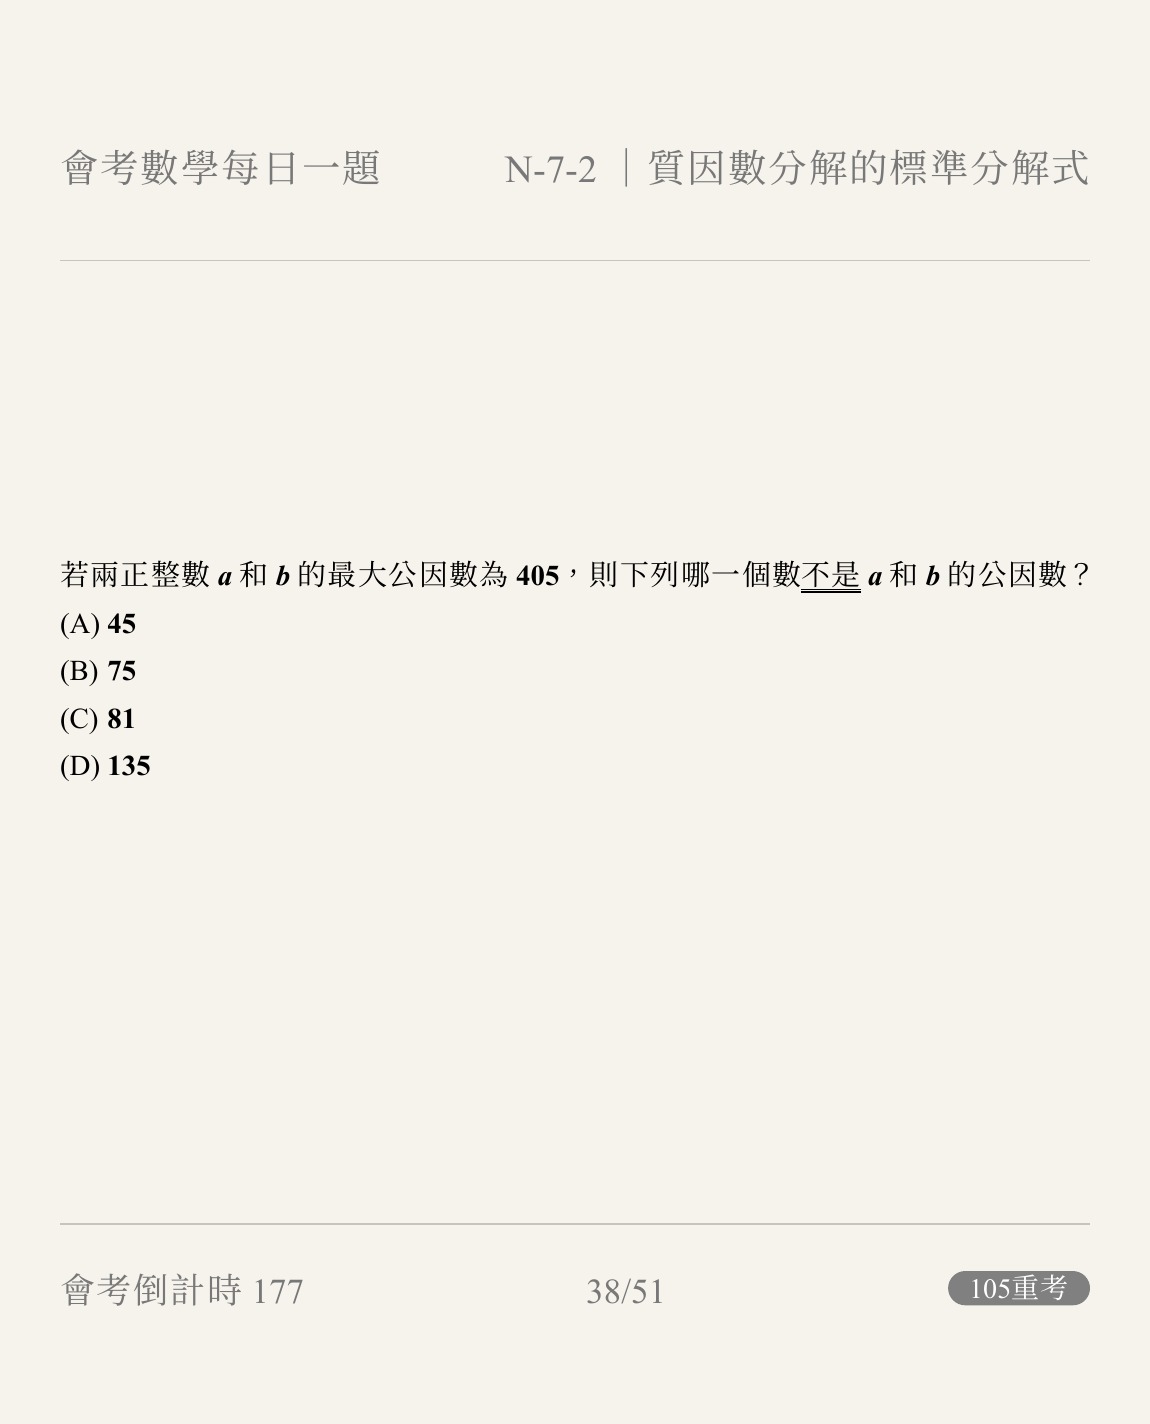 會考數學每日一題
N-7-2｜質因數分解的標準分解式
若兩正整數 a 和 b 的最大公因數為 405，則下列哪一個數不是 a 和 b 的公因數？
(A) 45
(B) 75
(C) 81
(D) 135
會考倒計時 177
38/51
105重考